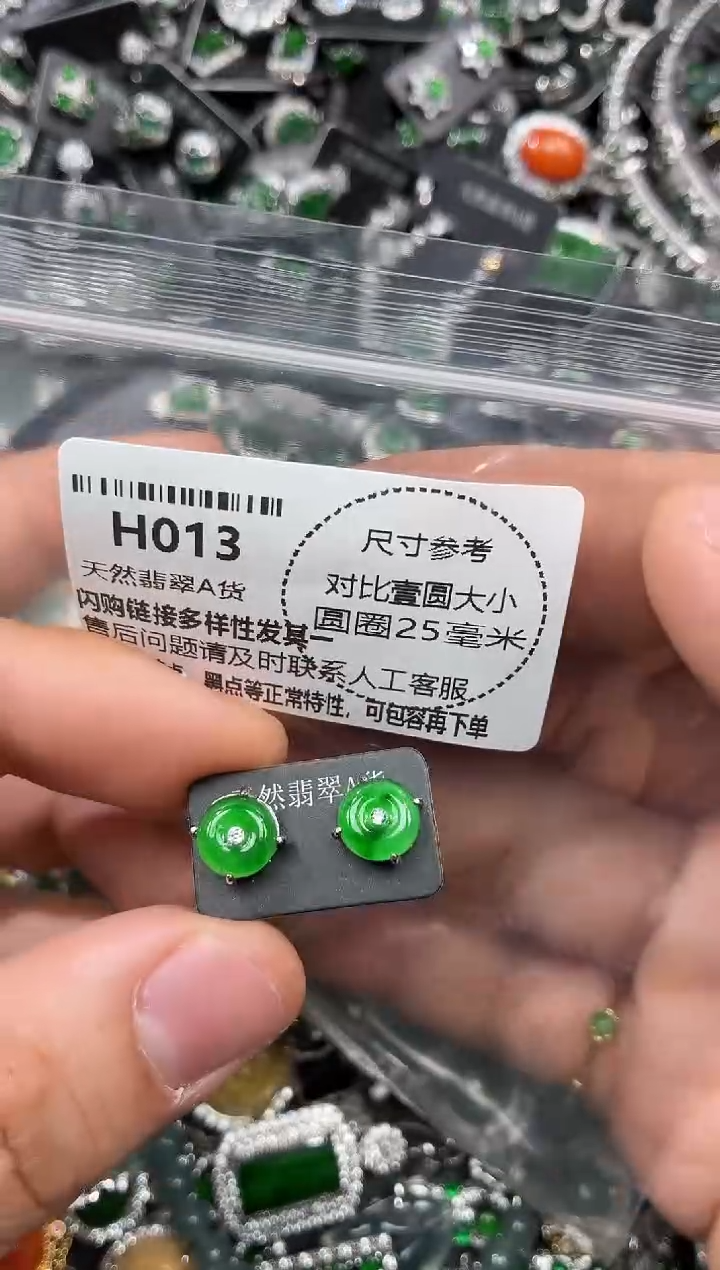 H013
天然翡翠A货
闪购链接多样性发其一
售后问题请及时联系人工客服
点、黑点等正常特性，可包容再下单
尺寸参考
对比壹圆大小
圆圈25毫米
然翡翠A货